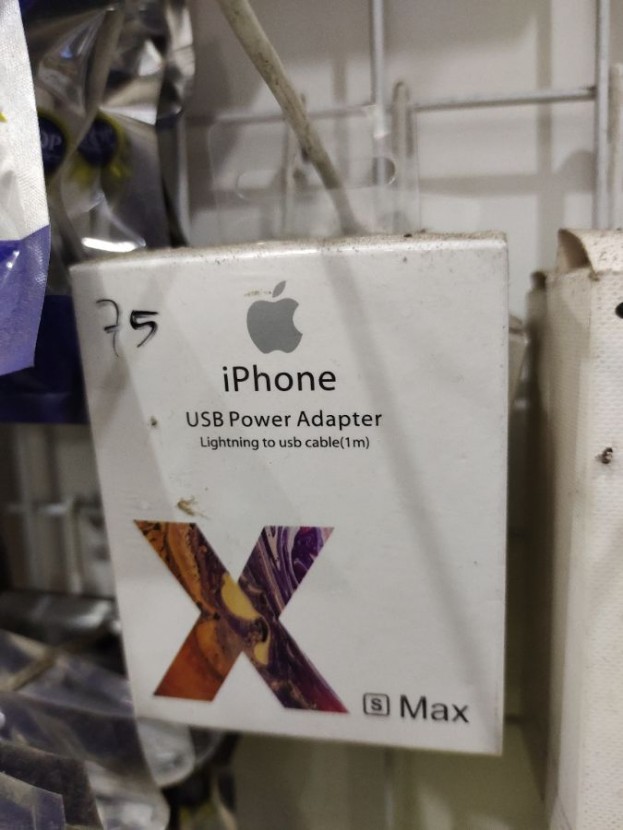 75
iPhone
USB Power Adapter
Lightning to usb cable(1m)
X
S Max